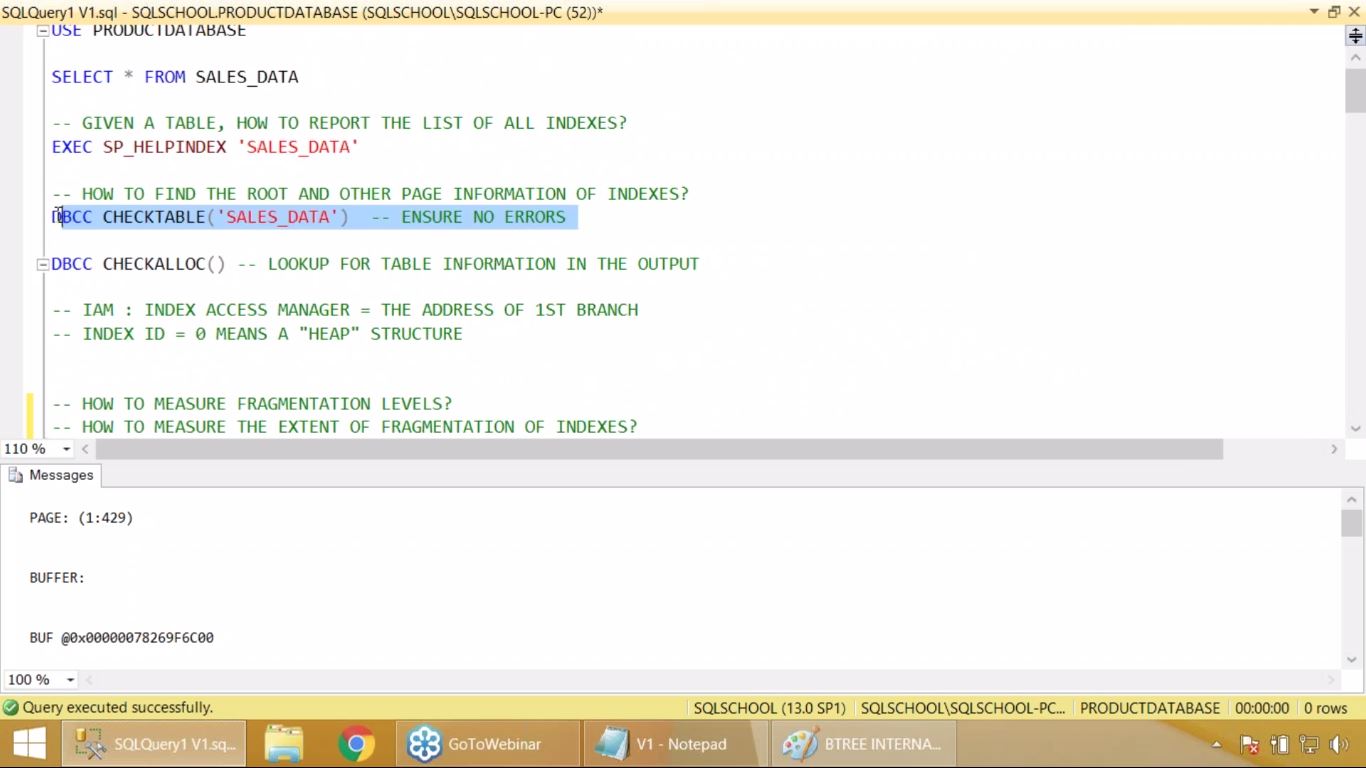 SQLQuery1 V1.sql - SQLSCHOOL.PRODUCTDATABASE (SQLSCHOOL\SQLSCHOOL-PC (52))*
USE PRODUCTDATABASE
SELECT * FROM SALES_DATA
-- GIVEN A TABLE, HOW TO REPORT THE LIST OF ALL INDEXES?
EXEC SP_HELPINDEX 'SALES_DATA'
-- HOW TO FIND THE ROOT AND OTHER PAGE INFORMATION OF INDEXES?
DBCC CHECKTABLE('SALES_DATA')  -- ENSURE NO ERRORS
DBCC CHECKALLOC() -- LOOKUP FOR TABLE INFORMATION IN THE OUTPUT
-- IAM : INDEX ACCESS MANAGER = THE ADDRESS OF 1ST BRANCH
-- INDEX ID = 0 MEANS A "HEAP" STRUCTURE
-- HOW TO MEASURE FRAGMENTATION LEVELS?
-- HOW TO MEASURE THE EXTENT OF FRAGMENTATION OF INDEXES?
110 %
Messages
PAGE: (1:429)
BUFFER:
BUF @0x00000078269F6C00
100 %
Query executed successfully. SQLSCHOOL (13.0 SP1) SQLSCHOOL\SQLSCHOOL-PC... PRODUCTDATABASE 00:00:00 0 rows
SQLQuery1 V1.sq... GoToWebinar V1 - Notepad BTREE INTERNA...